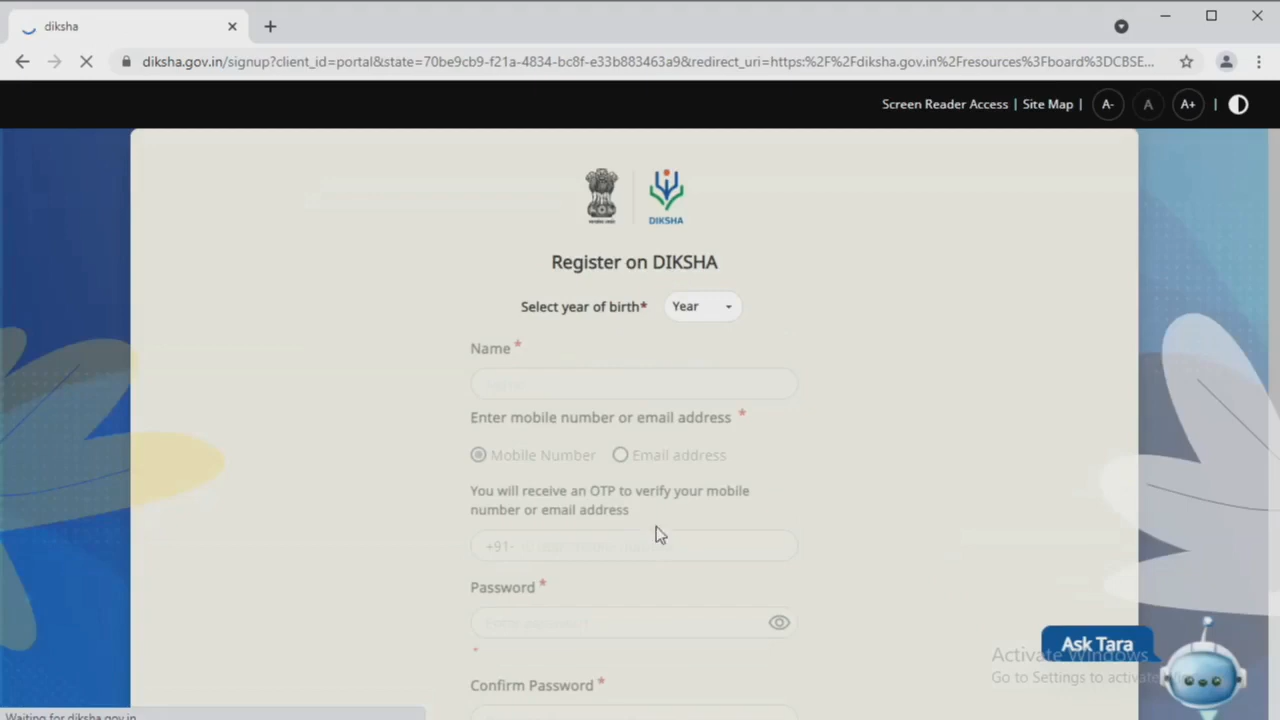 diksha
diksha.gov.in/signup?client_id=portal&state=70be9cb9-f21a-4834-bc8f-e33b883463a9&redirect_uri=https:%2F%2Fdiksha.gov.in%2Fresources%3Fboard%3DCBSE...
Screen Reader Access | Site Map | A- A A+ |
DIKSHA
Register on DIKSHA
Select year of birth* Year
Name *
Enter mobile number or email address *
Mobile Number Email address
You will receive an OTP to verify your mobile
number or email address
+91-
Password *
*
Confirm Password *
Ask Tara
Activate Windows
Go to Settings to activate
Waiting for diksha.gov.in